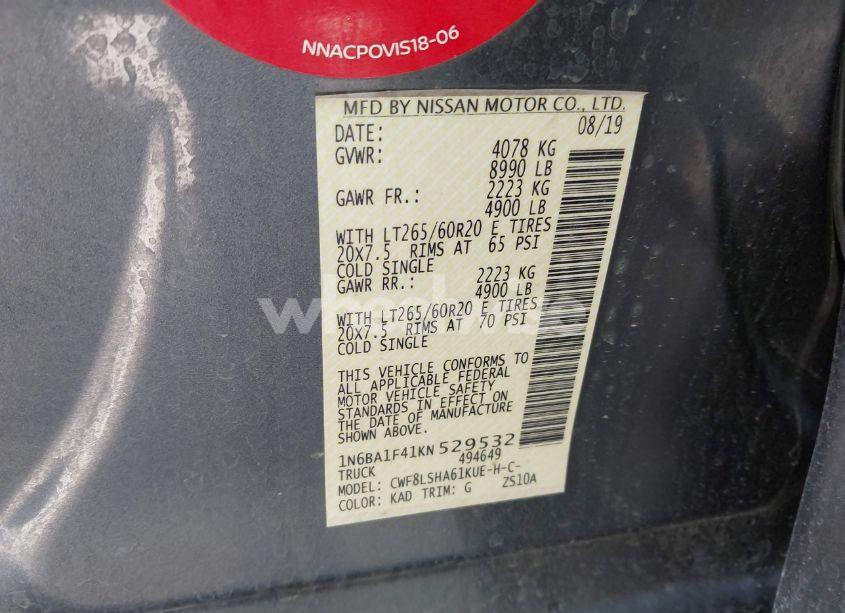 NNACPOVIS18-06
MFD BY NISSAN MOTOR CO., LTD.
DATE: 08/19
GVWR: 4078 KG
8990 LB
GAWR FR.: 2223 KG
4900 LB
WITH LT265/60R20 E TIRES
20X7.5 RIMS AT 65 PSI
COLD SINGLE
GAWR RR.: 2223 KG
4900 LB
WITH LT265/60R20 E TIRES
20X7.5 RIMS AT 70 PSI
COLD SINGLE
THIS VEHICLE CONFORMS TO
ALL APPLICABLE FEDERAL
MOTOR VEHICLE SAFETY
STANDARDS IN EFFECT ON
THE DATE OF MANUFACTURE
SHOWN ABOVE.
1N6BA1F41KN529532
TRUCK 494649
MODEL: CWF8LSHA61KUE-H-C-
COLOR: KAD TRIM: G ZS10A
wheelwise